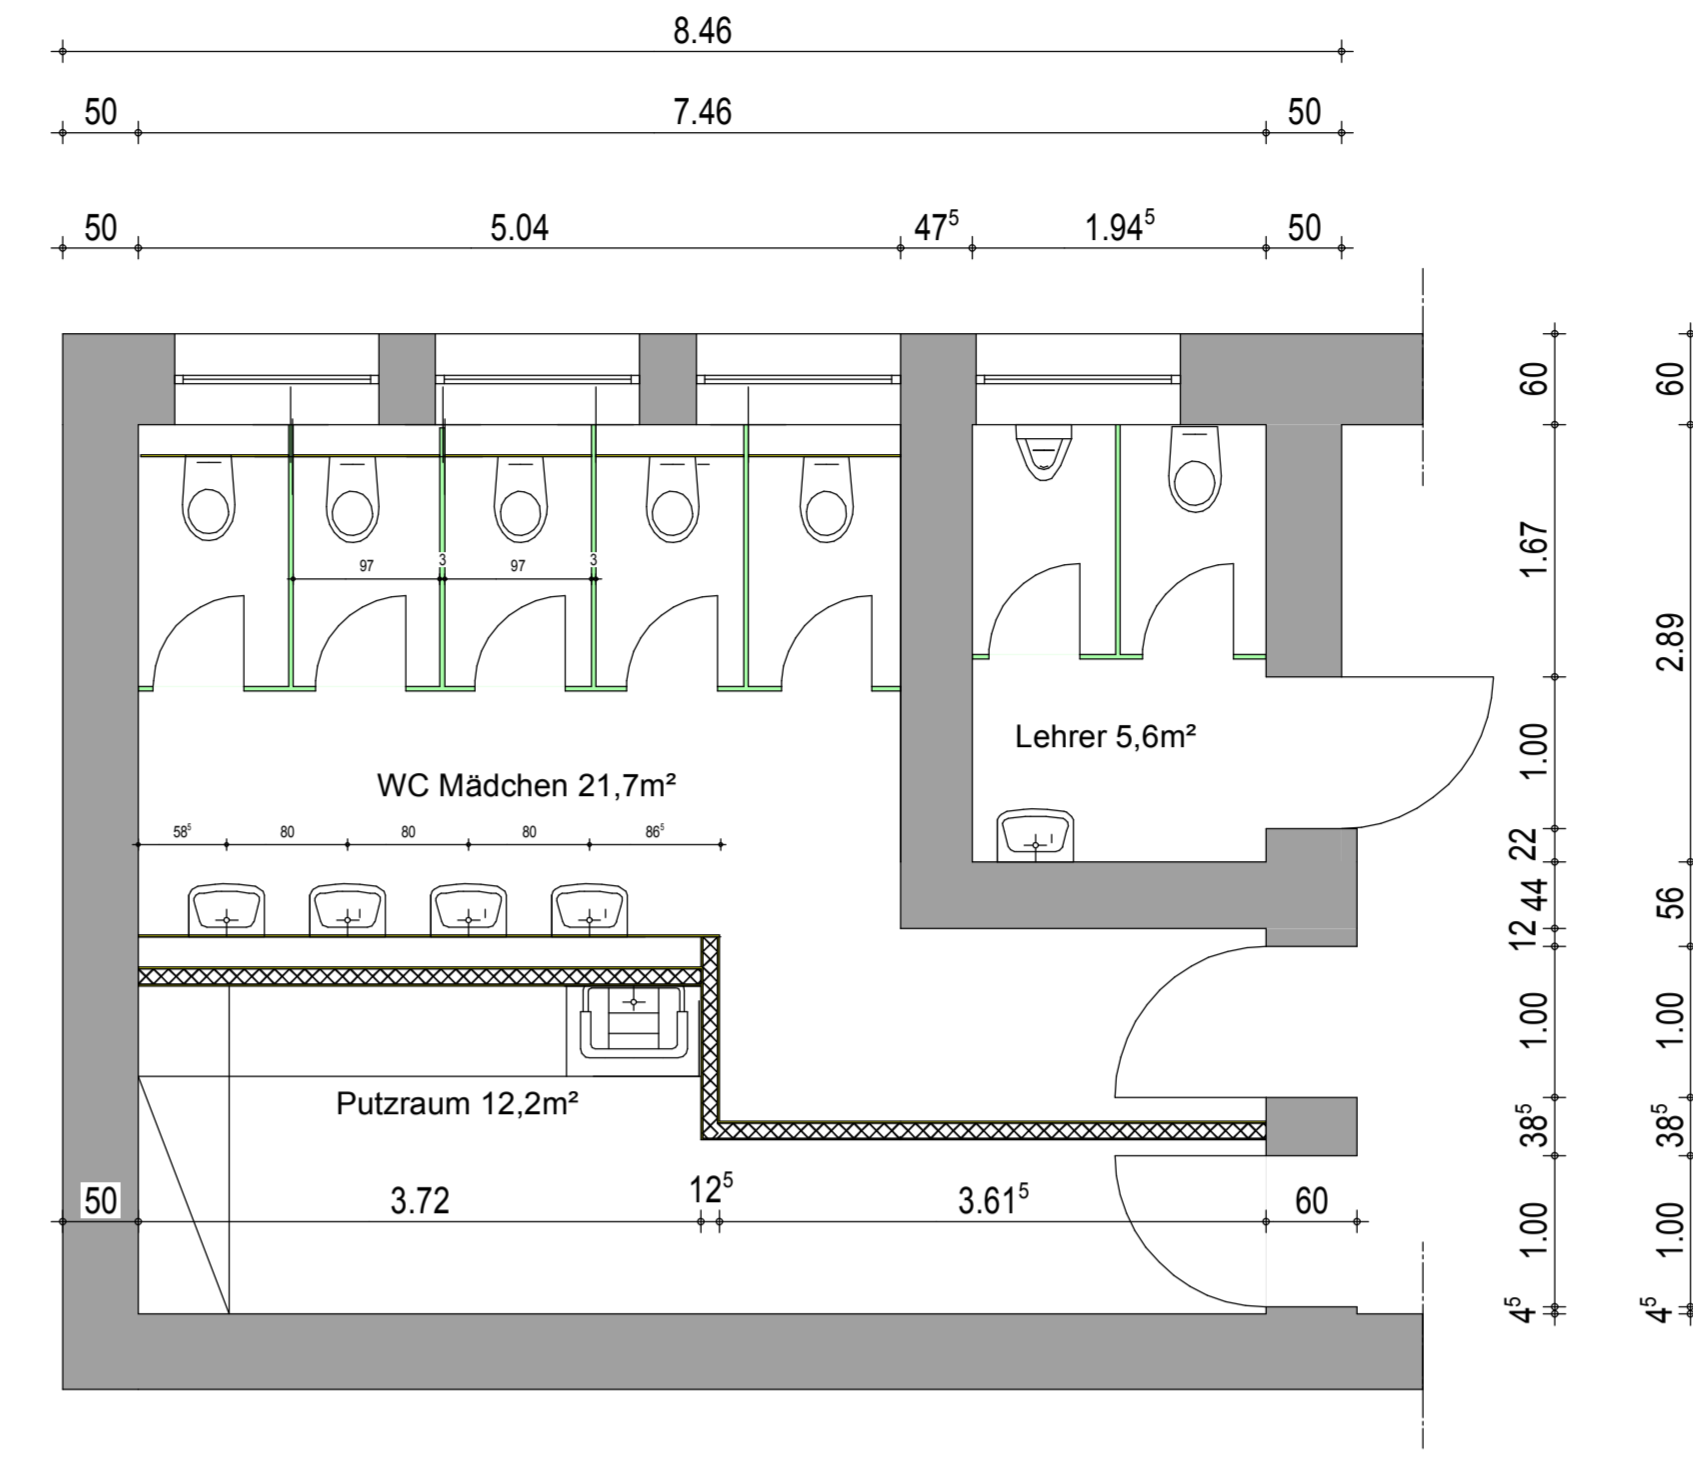 8.46
50 7.46 50
50 5.04 47⁵ 1.94⁵ 50
60 60
1.67
97 3 97 3
2.89
Lehrer 5,6m²
1.00
WC Mädchen 21,7m²
58⁵ 80 80 80 86⁵
22
44 56
12
1.00 1.00
Putzraum 12,2m²
38⁵ 38⁵
50 3.72 12⁵ 3.61⁵ 60
1.00 1.00
4⁵ 4⁵